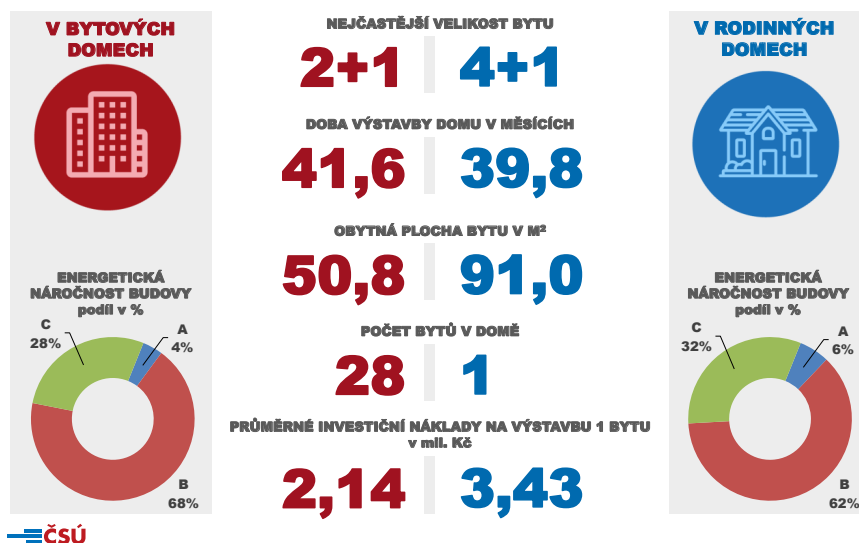 V BYTOVÝCH
DOMECH
ENERGETICKÁ
NÁROČNOST BUDOVY
podíl v %
C
28%
A
4%
B
68%
NEJČASTĚJŠÍ VELIKOST BYTU
2+1 4+1
DOBA VÝSTAVBY DOMU V MĚSÍCÍCH
41,6 39,8
OBYTNÁ PLOCHA BYTU V M²
50,8 91,0
POČET BYTŮ V DOMĚ
28 1
PRŮMĚRNÉ INVESTIČNÍ NÁKLADY NA VÝSTAVBU 1 BYTU
v mil. Kč
2,14 3,43
V RODINNÝCH
DOMECH
ENERGETICKÁ
NÁROČNOST BUDOVY
podíl v %
C
32%
A
6%
B
62%
ČSÚ